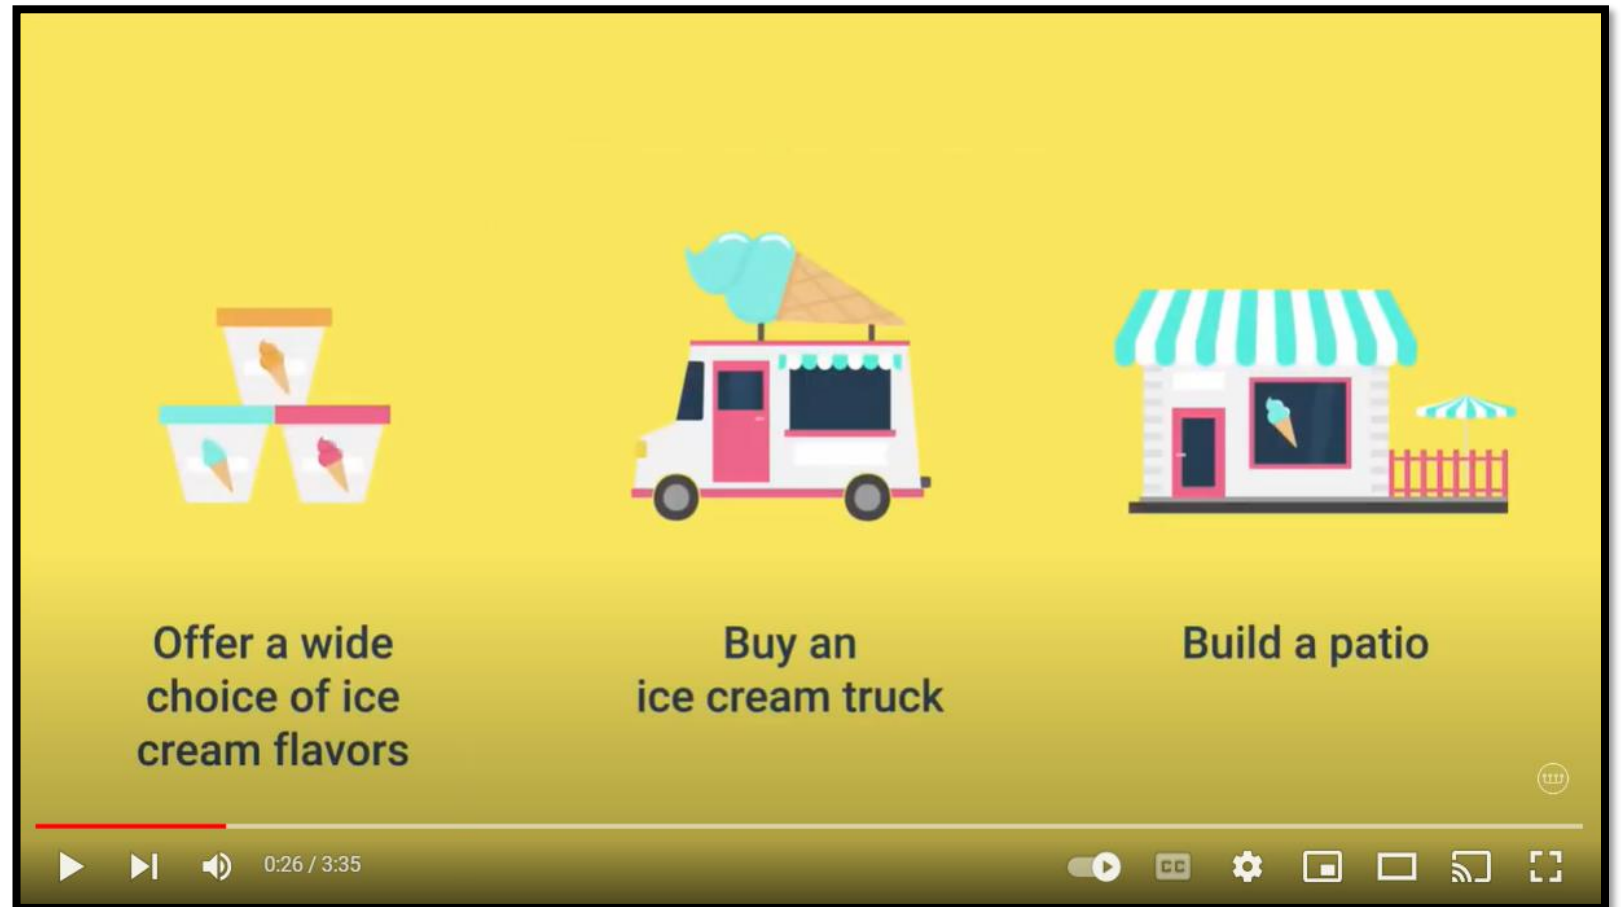 Offer a wide
choice of ice
cream flavors
Buy an
ice cream truck
Build a patio
0:26 / 3:35
CC